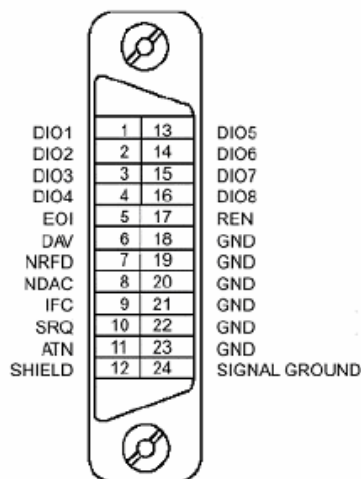 DIO1 1 13 DIO5
DIO2 2 14 DIO6
DIO3 3 15 DIO7
DIO4 4 16 DIO8
EOI 5 17 REN
DAV 6 18 GND
NRFD 7 19 GND
NDAC 8 20 GND
IFC 9 21 GND
SRQ 10 22 GND
ATN 11 23 GND
SHIELD 12 24 SIGNAL GROUND